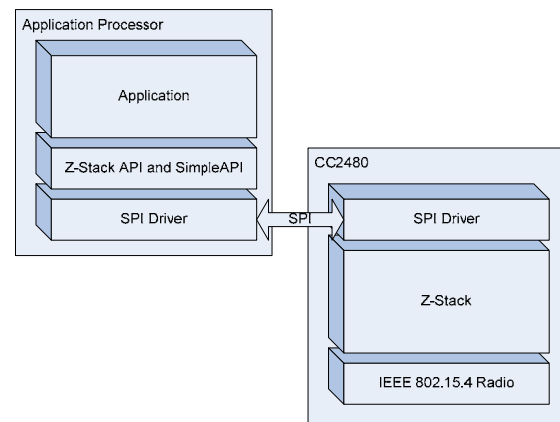 Application Processor
Application
Z-Stack API and SimpleAPI
SPI Driver
SPI
CC2480
SPI Driver
Z-Stack
IEEE 802.15.4 Radio